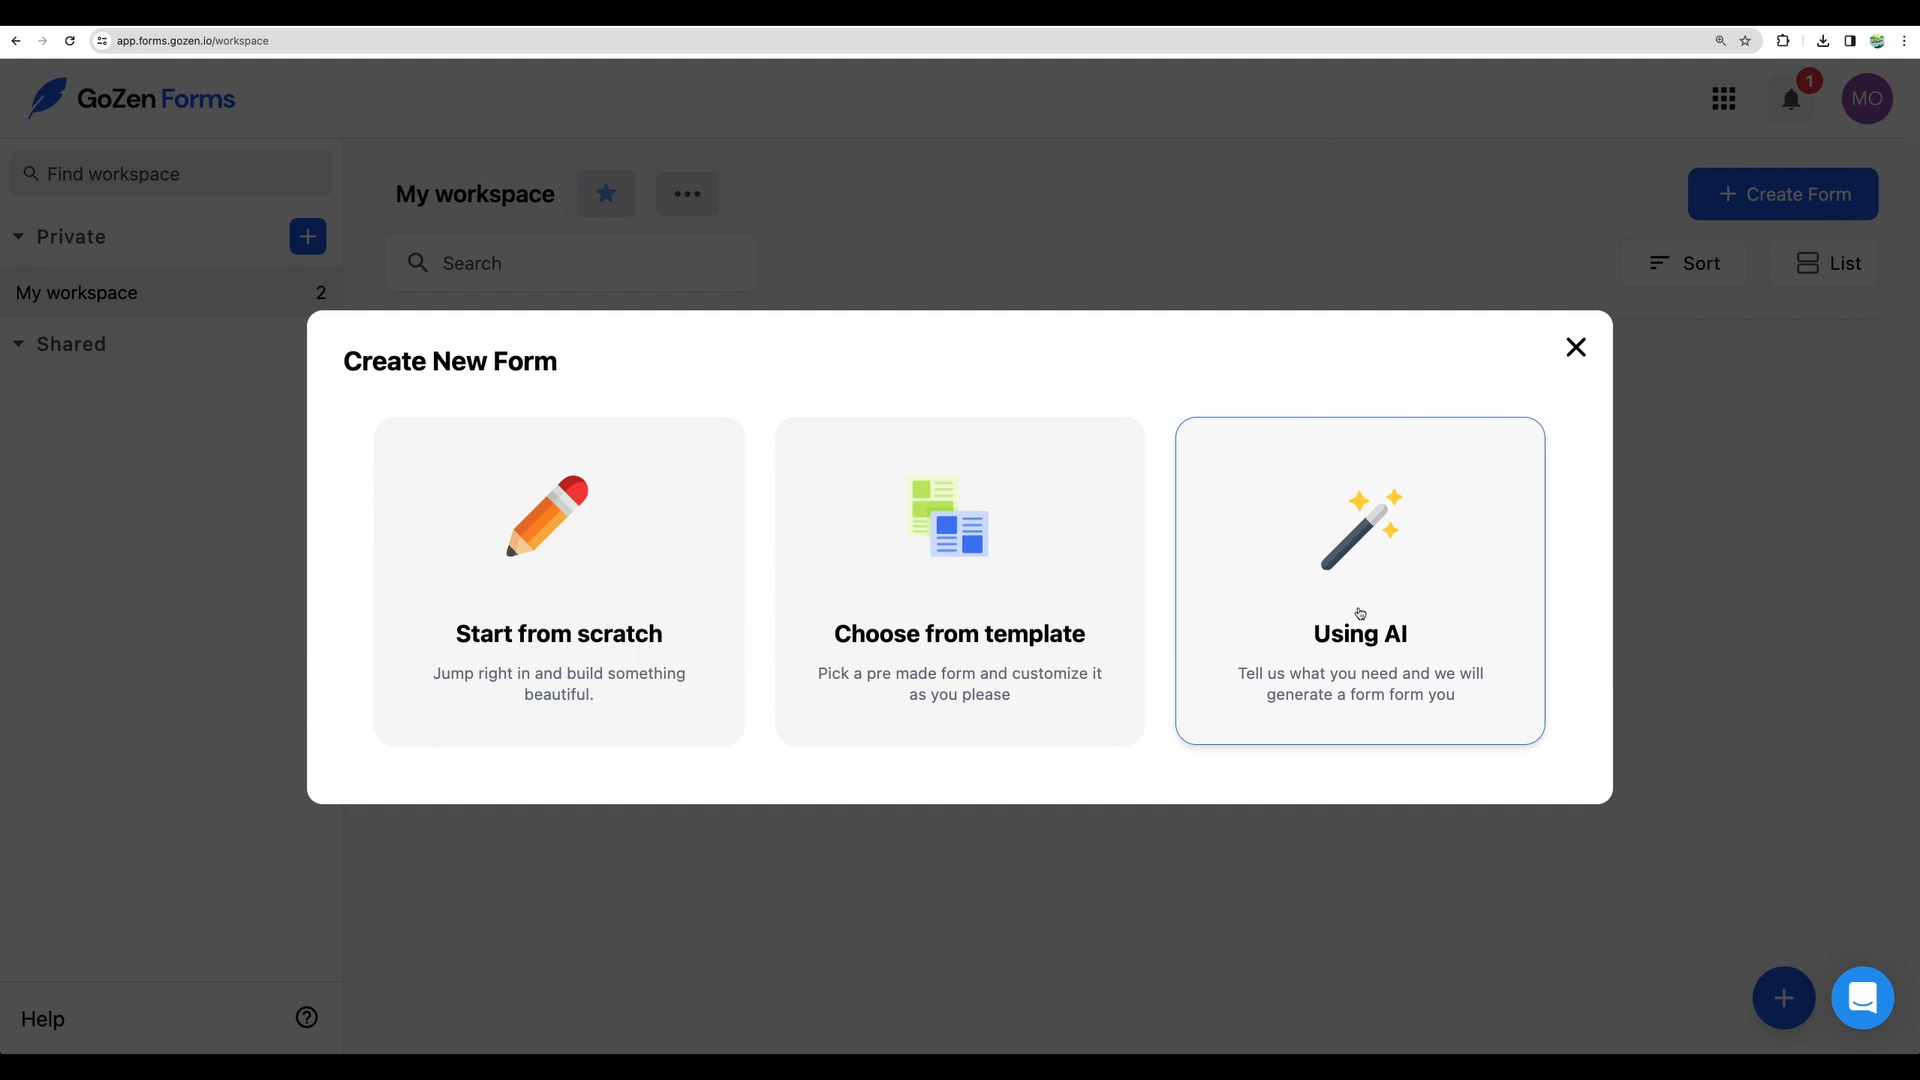 app.forms.gozen.io/workspace
GoZen Forms
1
MO
Find workspace
My workspace
Create Form
Private
Search
Sort
List
My workspace 2
Shared
Create New Form
Start from scratch
Jump right in and build something
beautiful.
Choose from template
Pick a pre made form and customize it
as you please
Using AI
Tell us what you need and we will
generate a form form you
Help